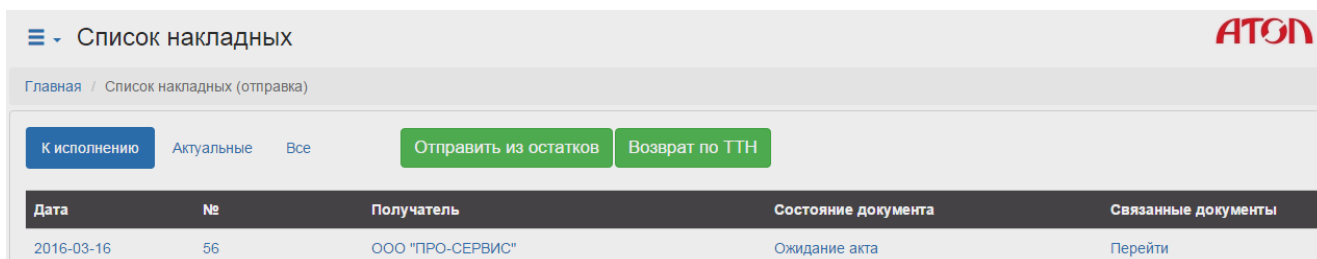 Список накладных
АТОЛ
Главная / Список накладных (отправка)
К исполнению Актуальные Все Отправить из остатков Возврат по ТТН
Дата № Получатель Состояние документа Связанные документы
2016-03-16 56 ООО "ПРО-СЕРВИС" Ожидание акта Перейти